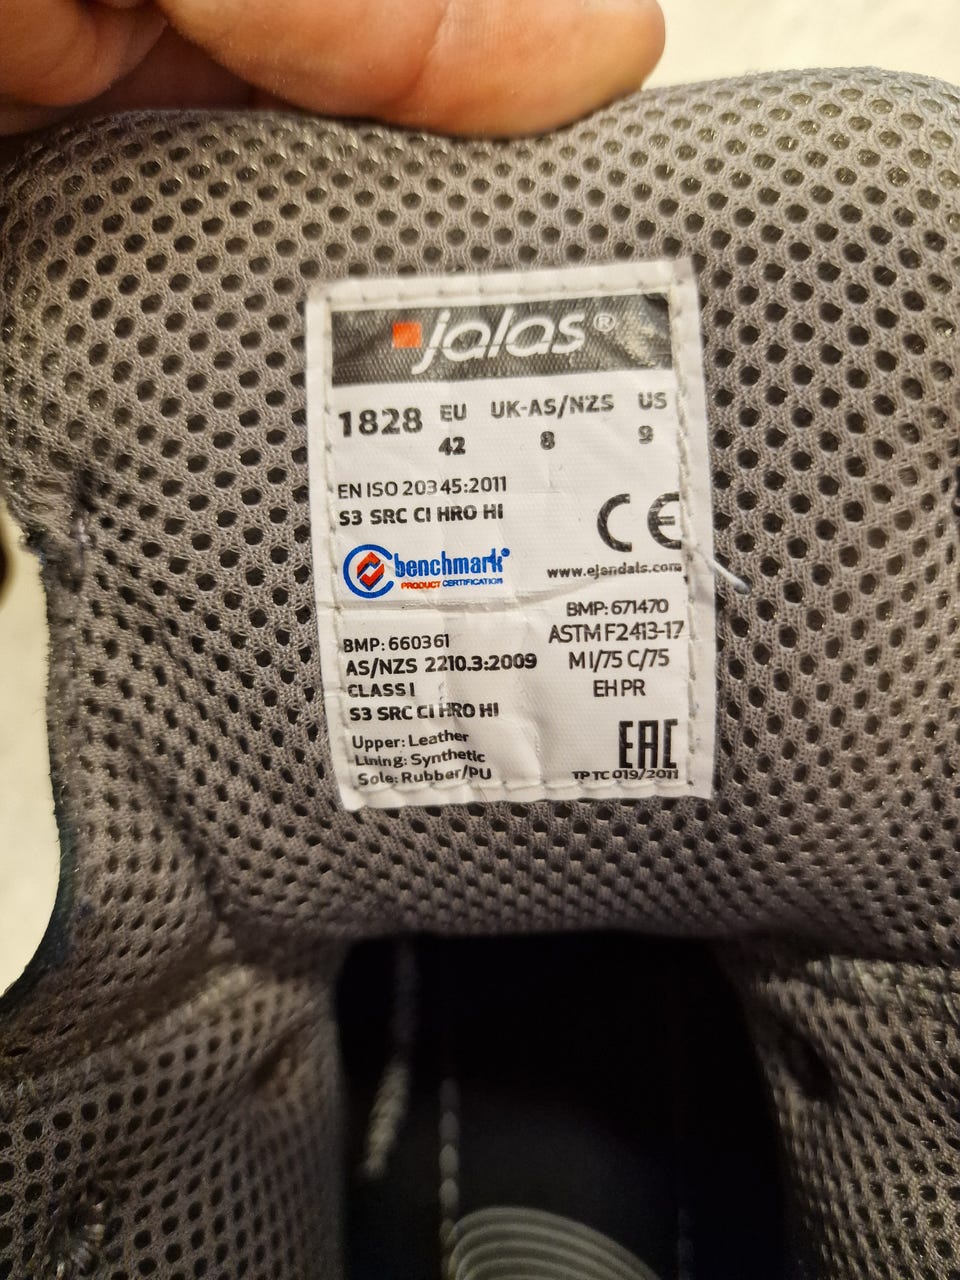 jalas®
1828 EU UK-AS/NZS US
42 8 9
EN ISO 20345:2011
S3 SRC CI HRO HI
CE
benchmark®
PRODUCT CERTIFICATION
www.ejendals.com
BMP: 660361
AS/NZS 2210.3:2009
CLASS I
S3 SRC CI HRO HI
Upper: Leather
Lining: Synthetic
Sole: Rubber/PU
BMP: 671470
ASTM F2413-17
M I/75 C/75
EH PR
EAC
TP TC 019/2011